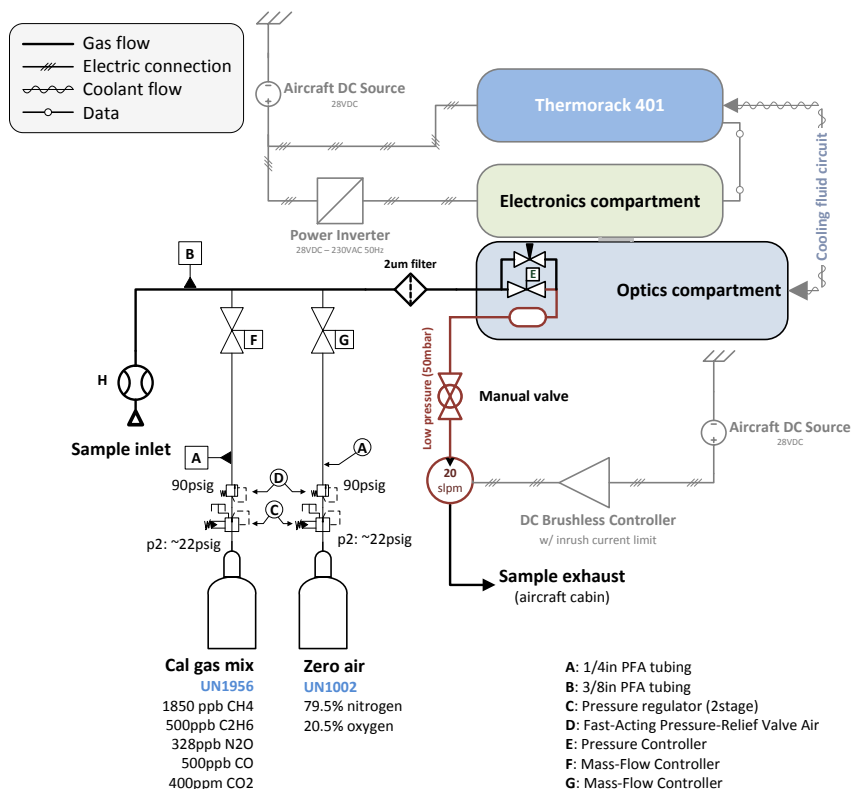 Gas flow
Electric connection
Coolant flow
Data
Aircraft DC Source
28VDC
Thermorack 401
Cooling fluid circuit
Electronics compartment
Power Inverter
28VDC – 230VAC 50Hz
B
2um filter
E
Optics compartment
F
G
H
Low pressure (50mbar)
Manual valve
Sample inlet
A
A
Aircraft DC Source
28VDC
20
slpm
90psig
D
90psig
C
DC Brushless Controller
w/ inrush current limit
p2: ~22psig
p2: ~22psig
Sample exhaust
(aircraft cabin)
Cal gas mix
UN1956
1850 ppb CH4
500ppb C2H6
328ppb N2O
500ppb CO
400ppm CO2
Zero air
UN1002
79.5% nitrogen
20.5% oxygen
A: 1/4in PFA tubing
B: 3/8in PFA tubing
C: Pressure regulator (2stage)
D: Fast-Acting Pressure-Relief Valve Air
E: Pressure Controller
F: Mass-Flow Controller
G: Mass-Flow Controller